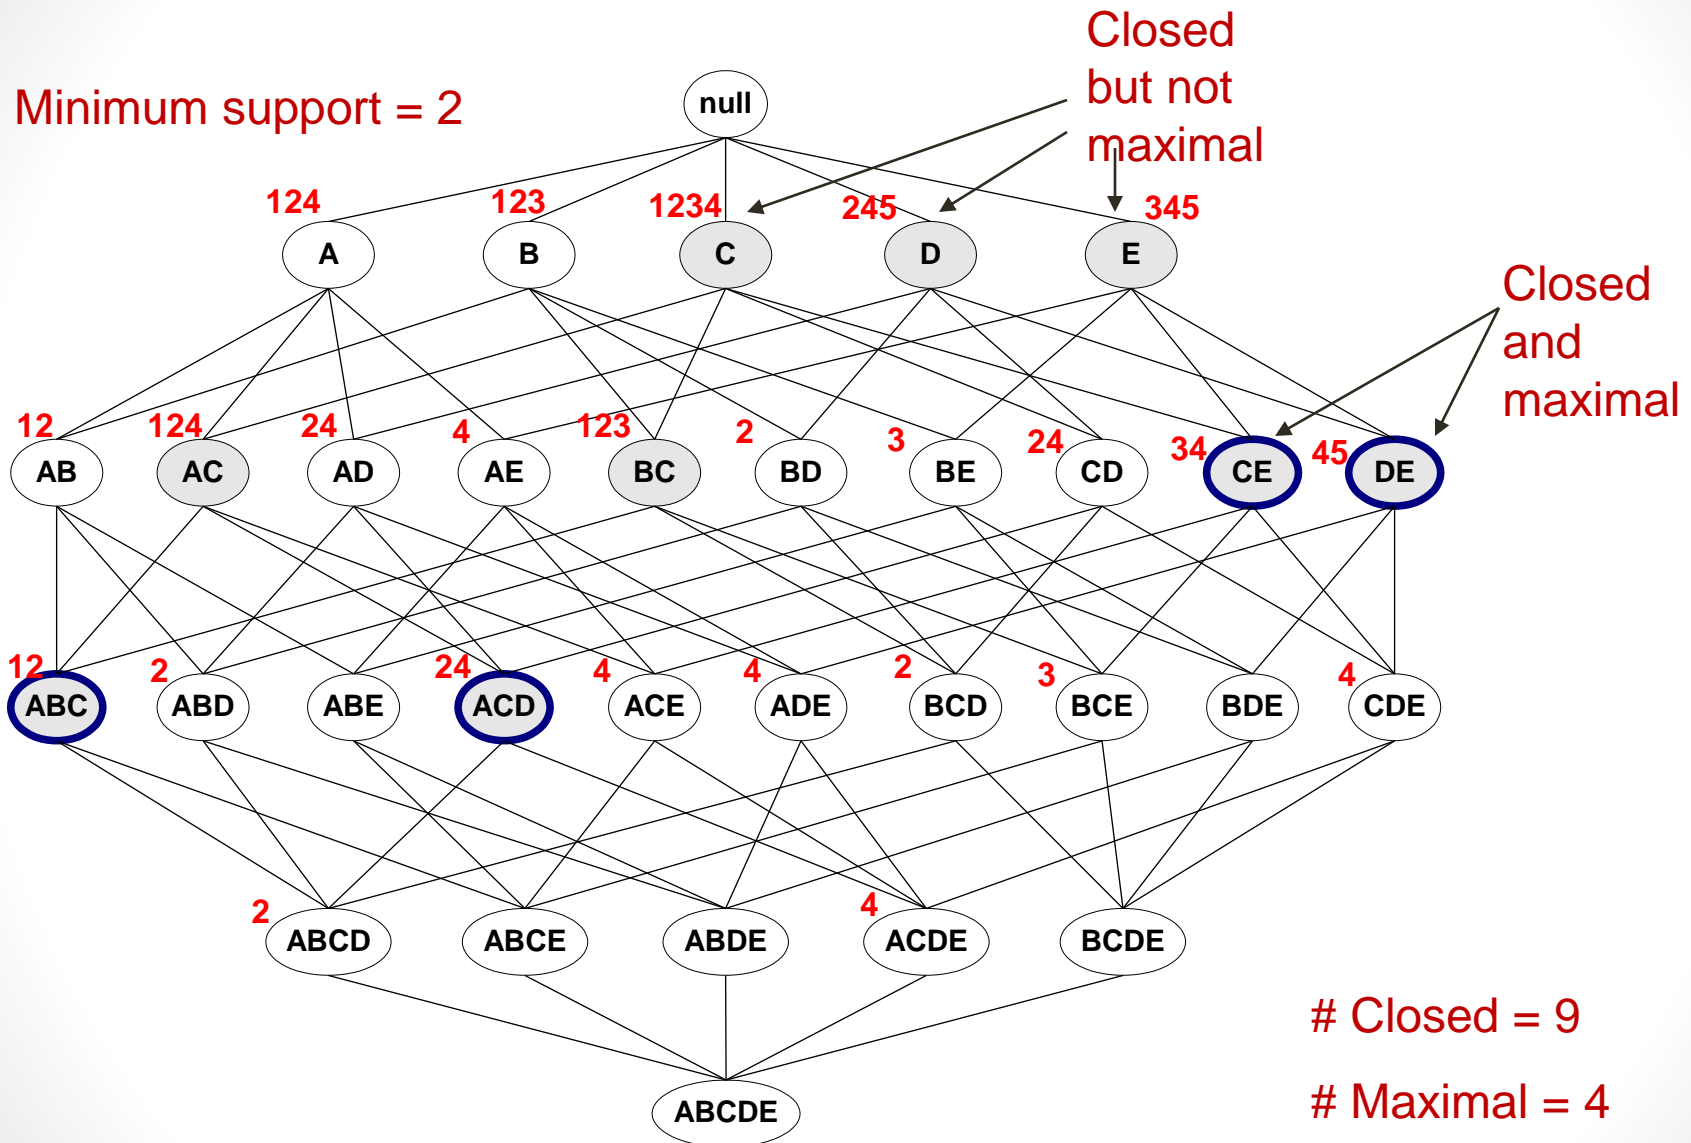 Closed
but not
maximal
Minimum support = 2
null
124 123 1234 245 345
A B C D E
Closed
and
maximal
12 124 24 4 123 2 3 24 34 45
AB AC AD AE BC BD BE CD CE DE
12 2 24 4 4 2 3 4
ABC ABD ABE ACD ACE ADE BCD BCE BDE CDE
2 4
ABCD ABCE ABDE ACDE BCDE
# Closed = 9
# Maximal = 4
ABCDE